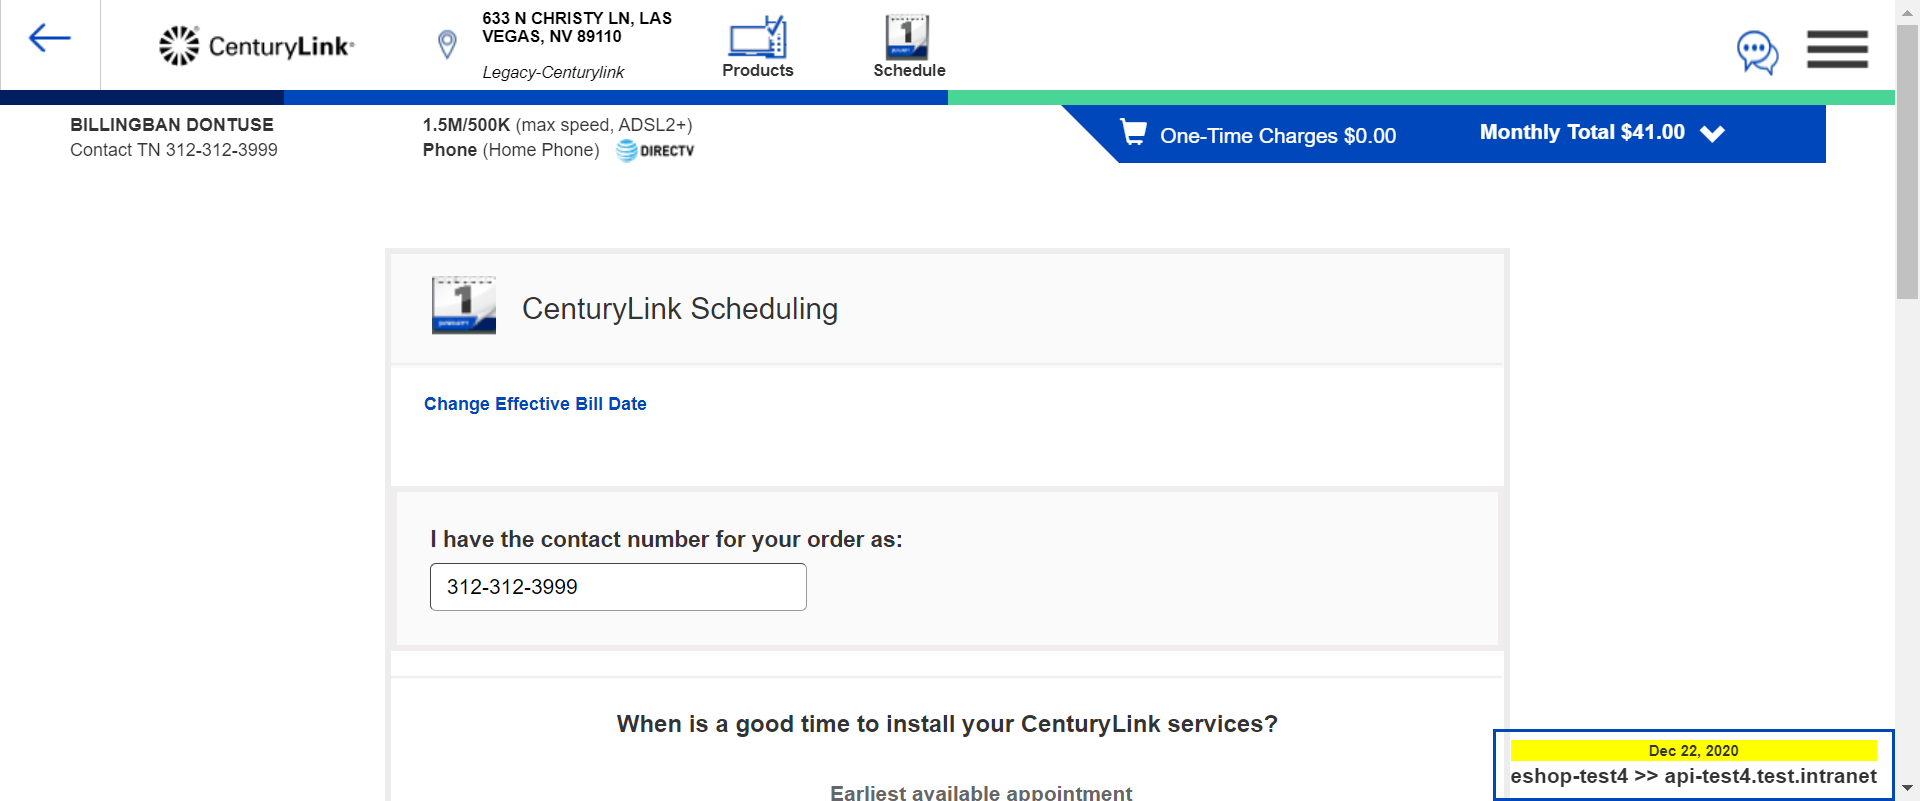 CenturyLink
633 N CHRISTY LN, LAS
VEGAS, NV 89110
Legacy-Centurylink
Products
1
Schedule
BILLINGBAN DONTUSE
Contact TN 312-312-3999
1.5M/500K (max speed, ADSL2+)
Phone (Home Phone) DIRECTV
One-Time Charges $0.00
Monthly Total $41.00
1
CenturyLink Scheduling
Change Effective Bill Date
I have the contact number for your order as:
312-312-3999
When is a good time to install your CenturyLink services?
Earliest available appointment
Dec 22, 2020
eshop-test4 >> api-test4.test.intranet